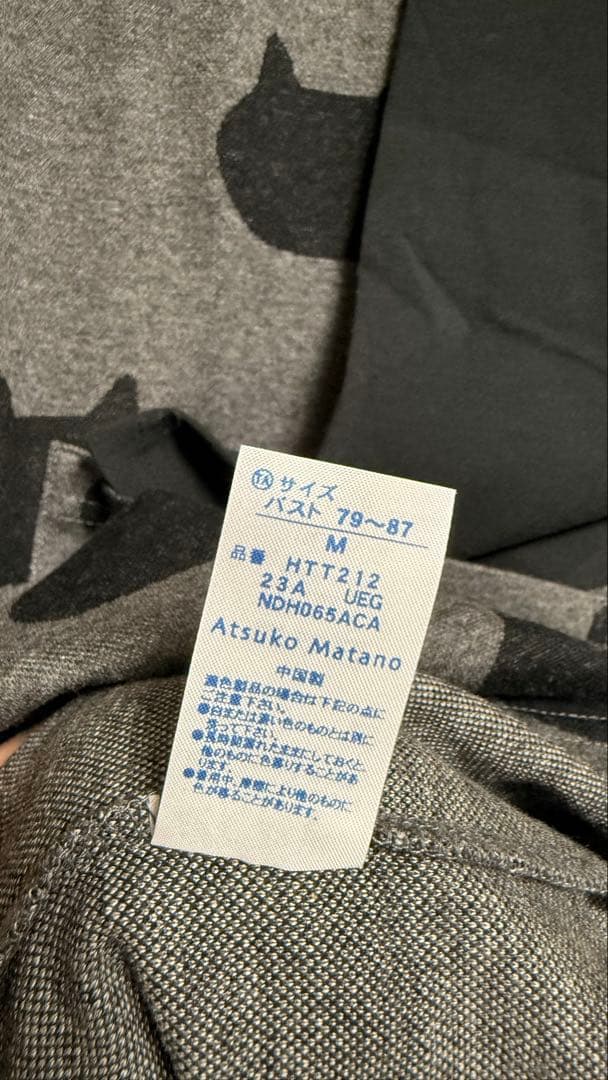 TA サイズ
バスト 79～87
M
品番 HTT212
23A UEG
NDH065ACA
Atsuko Matano
中国製
濃色製品の場合は下記の点に
ご注意下さい。
●白または淡い色のものとは別に
洗って下さい。
●長時間濡れたままにしておくと
他のものに色移りすることがあ
ります。
●着用中、摩擦により他のものに
色が移ることがあります。